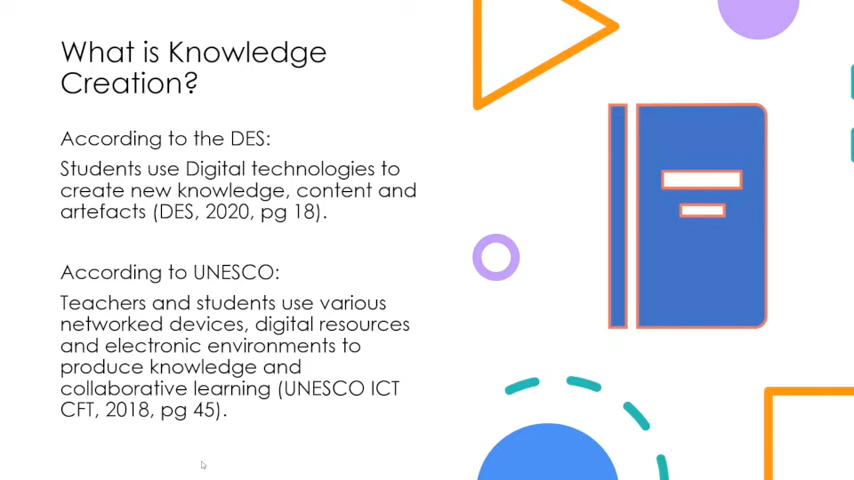 What is Knowledge
Creation?
According to the DES:
Students use Digital technologies to
create new knowledge, content and
artefacts (DES, 2020, pg 18).
According to UNESCO:
Teachers and students use various
networked devices, digital resources
and electronic environments to
produce knowledge and
collaborative learning (UNESCO ICT
CFT, 2018, pg 45).